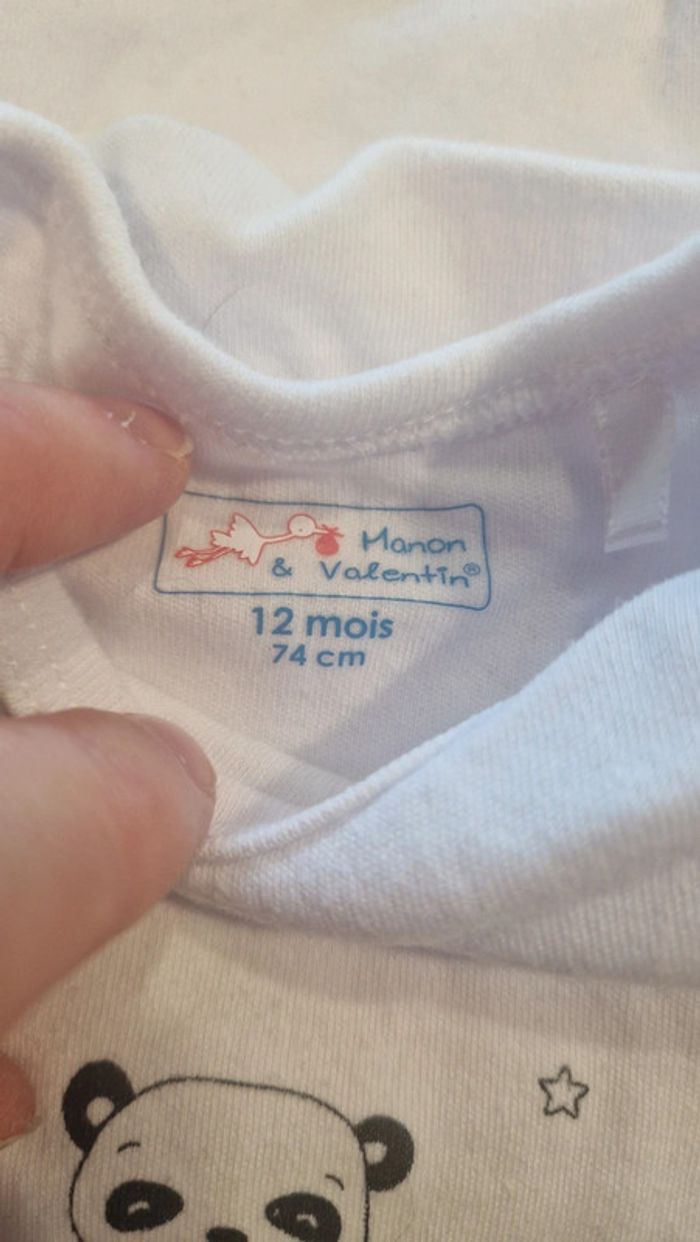 Manon
& Valentin®
12 mois
74 cm